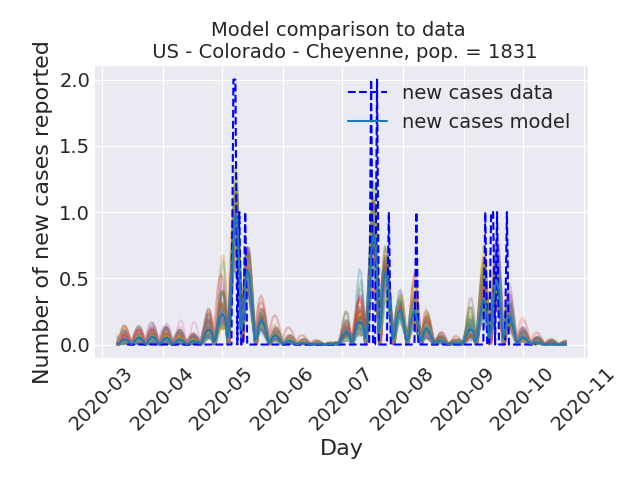 Model comparison to data
US - Colorado - Cheyenne, pop. = 1831
Number of new cases reported
2.0
1.5
1.0
0.5
0.0
new cases data
new cases model
2020-03
2020-04
2020-05
2020-06
2020-07
2020-08
2020-09
2020-10
2020-11
Day